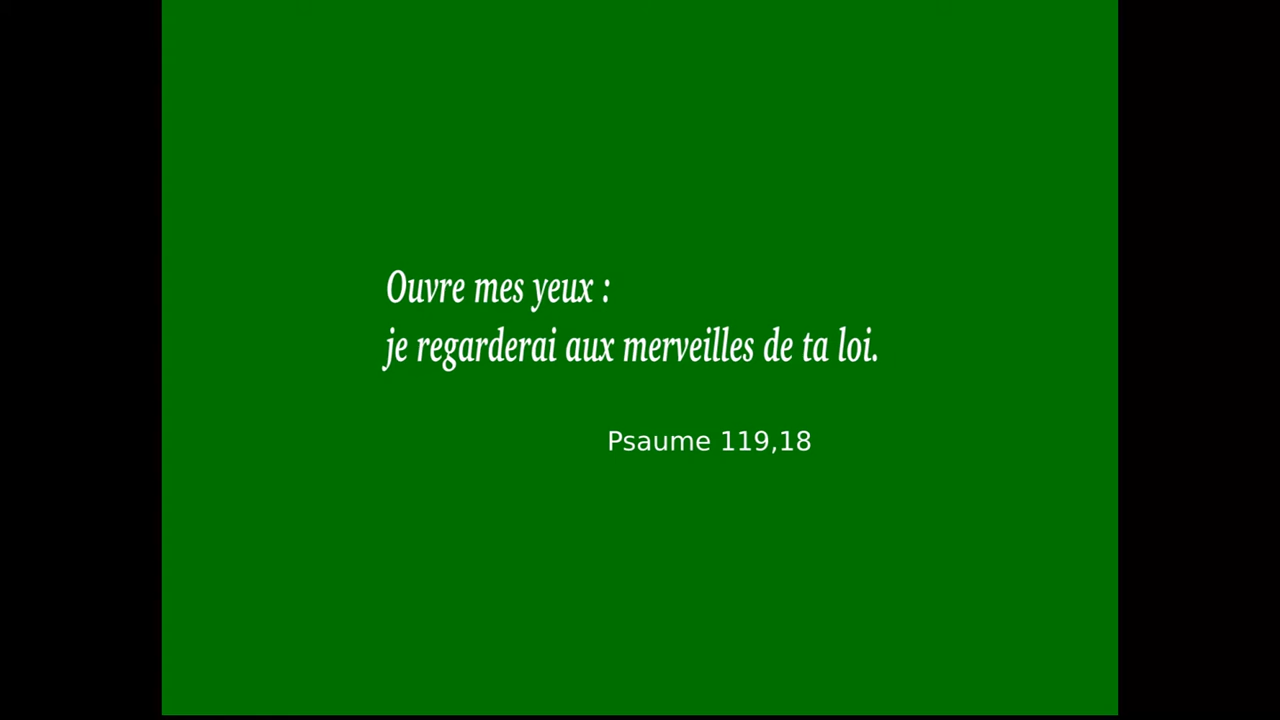 Ouvre mes yeux :
je regarderai aux merveilles de ta loi.
Psaume 119,18